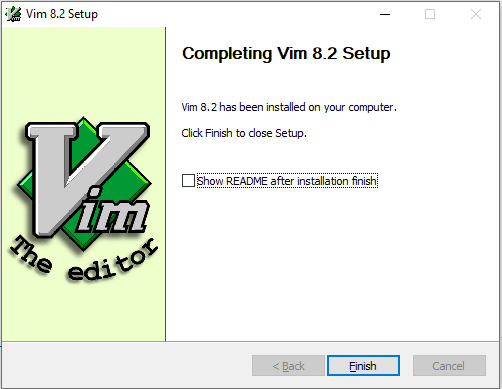 Vim 8.2 Setup
Completing Vim 8.2 Setup
Vim 8.2 has been installed on your computer.
Click Finish to close Setup.
Show README after installation finish
Vim
The editor
< Back
Finish
Cancel